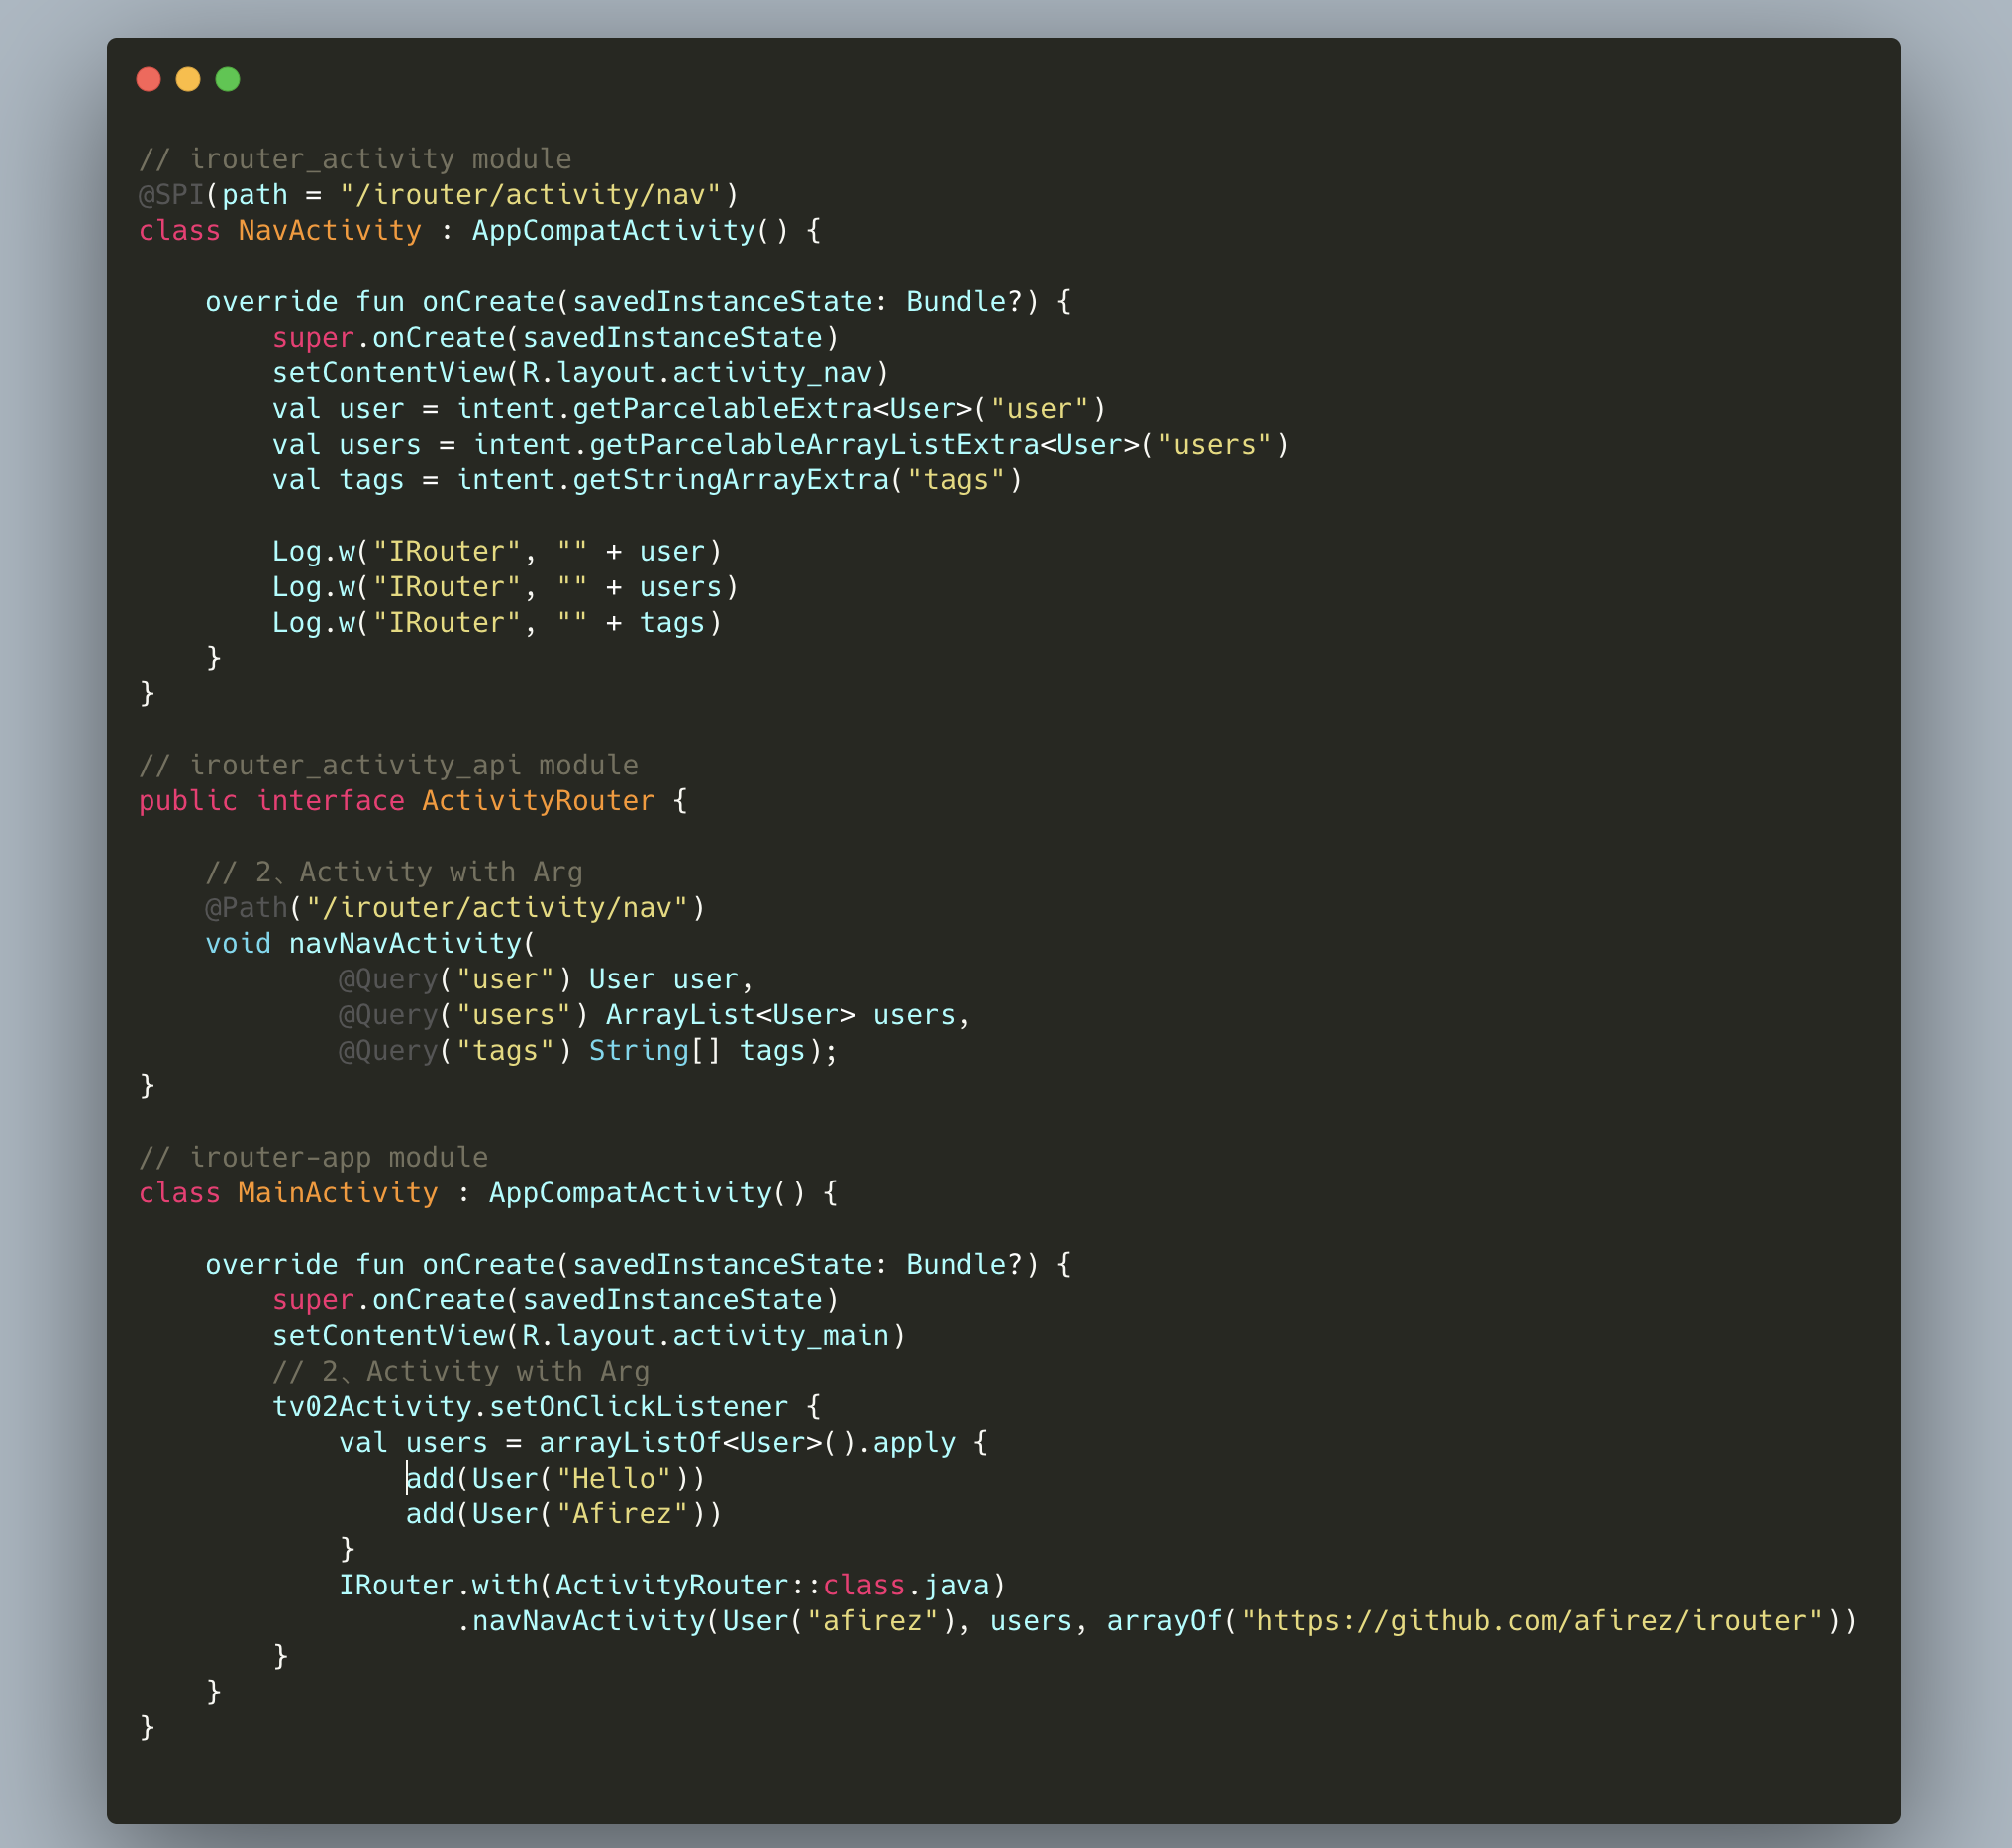 // irouter_activity module
@SPI(path = "/irouter/activity/nav")
class NavActivity : AppCompatActivity() {
    override fun onCreate(savedInstanceState: Bundle?) {
        super.onCreate(savedInstanceState)
        setContentView(R.layout.activity_nav)
        val user = intent.getParcelableExtra<User>("user")
        val users = intent.getParcelableArrayListExtra<User>("users")
        val tags = intent.getStringArrayExtra("tags")
        Log.w("IRouter", "" + user)
        Log.w("IRouter", "" + users)
        Log.w("IRouter", "" + tags)
    }
}
// irouter_activity_api module
public interface ActivityRouter {
    // 2、Activity with Arg
    @Path("/irouter/activity/nav")
    void navNavActivity(
            @Query("user") User user,
            @Query("users") ArrayList<User> users,
            @Query("tags") String[] tags);
}
// irouter-app module
class MainActivity : AppCompatActivity() {
    override fun onCreate(savedInstanceState: Bundle?) {
        super.onCreate(savedInstanceState)
        setContentView(R.layout.activity_main)
        // 2、Activity with Arg
        tv02Activity.setOnClickListener {
            val users = arrayListOf<User>().apply {
                add(User("Hello"))
                add(User("Afirez"))
            }
            IRouter.with(ActivityRouter::class.java)
                   .navNavActivity(User("afirez"), users, arrayOf("https://github.com/afirez/irouter"))
        }
    }
}